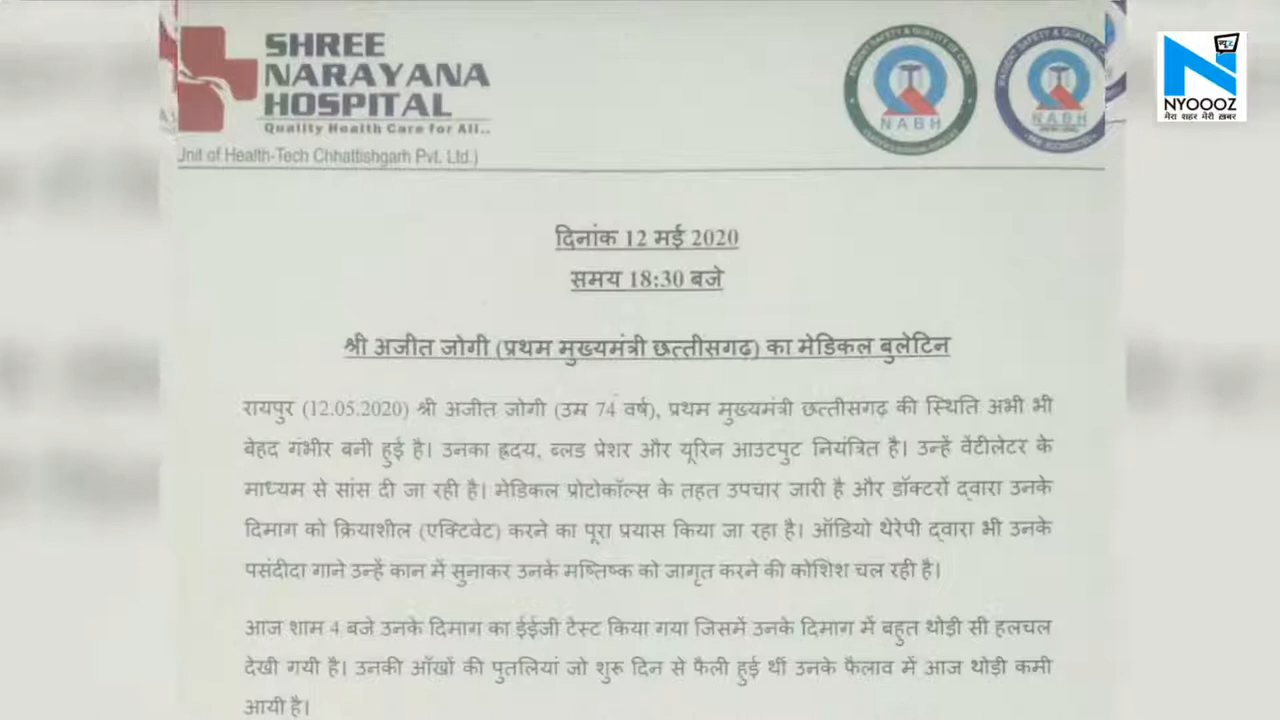 SHREE
NARAYANA
HOSPITAL
Quality Health Care for All..
Jnit of Health-Tech Chhattishgarh Pvt. Ltd.)
NABH
NABH
NYOOOZ
मेरा शहर मेरी ख़बर
दिनांक 12 मई 2020
समय 18:30 बजे
श्री अजीत जोगी (प्रथम मुख्यमंत्री छत्तीसगढ़) का मेडिकल बुलेटिन
रायपुर (12.05.2020) श्री अजीत जोगी (उम्र 74 वर्ष), प्रथम मुख्यमंत्री छत्तीसगढ़ की स्थिति अभी भी
बेहद गंभीर बनी हुई है। उनका ह्रदय, ब्लड प्रेशर और यूरिन आउटपुट नियंत्रित है। उन्हें वेंटीलेटर के
माध्यम से सांस दी जा रही है। मेडिकल प्रोटोकॉल्स के तहत उपचार जारी है और डॉक्टरों द्वारा उनके
दिमाग को क्रियाशील (एक्टिवेट) करने का पूरा प्रयास किया जा रहा है। ऑडियो थेरेपी द्वारा भी उनके
पसंदीदा गाने उन्हें कान में सुनाकर उनके मष्तिष्क को जागृत करने की कोशिश चल रही है।
आज शाम 4 बजे उनके दिमाग का ईईजी टेस्ट किया गया जिसमें उनके दिमाग में बहुत थोड़ी सी हलचल
देखी गयी है। उनकी आँखों की पुतलियां जो शुरू दिन से फैली हुई थीं उनके फैलाव में आज थोड़ी कमी
आयी है।